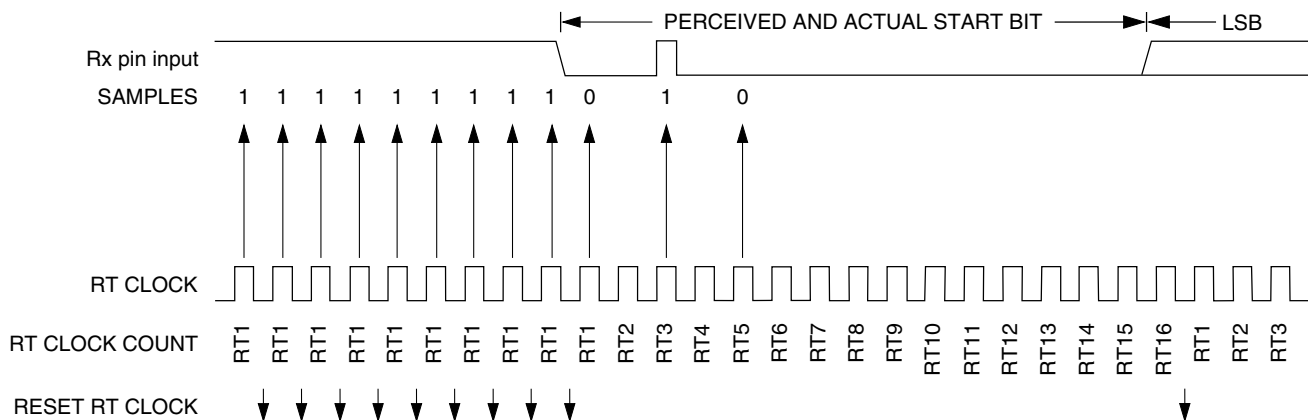 PERCEIVED AND ACTUAL START BIT LSB
Rx pin input
SAMPLES 1 1 1 1 1 1 1 1 1 0 1 0
RT CLOCK
RT CLOCK COUNT RT1 RT1 RT1 RT1 RT1 RT1 RT1 RT1 RT1 RT1 RT2 RT3 RT4 RT5 RT6 RT7 RT8 RT9 RT10 RT11 RT12 RT13 RT14 RT15 RT16 RT1 RT2 RT3
RESET RT CLOCK